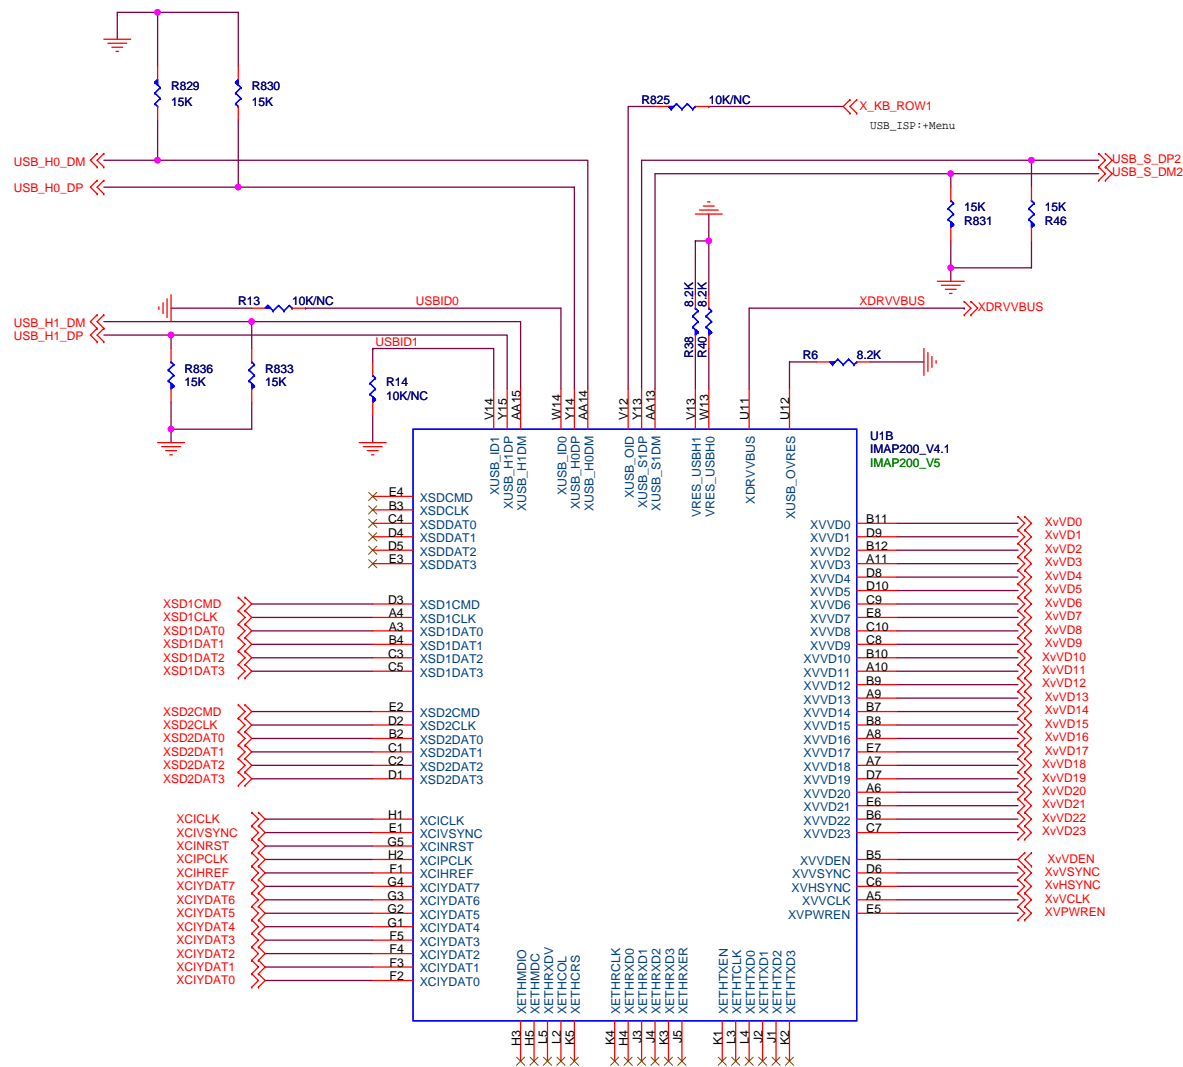 R829
15K
R830
15K
R825
10K/NC
X_KB_ROW1
USB_ISP:+Menu
USB_H0_DM
USB_H0_DP
USB_S_DP2
USB_S_DM2
15K
R831
15K
R46
R13
10K/NC
USBID0
8.2K
8.2K
R38
R40
XDRVVBUS
XDRVVBUS
USB_H1_DM
USB_H1_DP
USBID1
R836
15K
R833
15K
R14
10K/NC
R6
8.2K
V14
Y15
AA15
W14
Y14
AA14
V12
Y13
AA13
V13
W13
U11
U12
U1B
IMAP200_V4.1
IMAP200_V5
XUSB_ID1
XUSB_H1DP
XUSB_H1DM
XUSB_ID0
XUSB_H0DP
XUSB_H0DM
XUSB_OID
XUSB_S1DP
XUSB_S1DM
VRES_USBH1
VRES_USBH0
XDRVVBUS
XUSB_OVRES
E4 XSDCMD
B3 XSDCLK
C4 XSDDAT0
D4 XSDDAT1
D5 XSDDAT2
E3 XSDDAT3
XSD1CMD D3 XSD1CMD
XSD1CLK A4 XSD1CLK
XSD1DAT0 A3 XSD1DAT0
XSD1DAT1 B4 XSD1DAT1
XSD1DAT2 C3 XSD1DAT2
XSD1DAT3 C5 XSD1DAT3
XSD2CMD E2 XSD2CMD
XSD2CLK D2 XSD2CLK
XSD2DAT0 B2 XSD2DAT0
XSD2DAT1 C1 XSD2DAT1
XSD2DAT2 C2 XSD2DAT2
XSD2DAT3 D1 XSD2DAT3
XCICLK H1 XCICLK
XCIVSYNC E1 XCIVSYNC
XCINRST G5 XCINRST
XCIPCLK H2 XCIPCLK
XCIHREF F1 XCIHREF
XCIYDAT7 G4 XCIYDAT7
XCIYDAT6 G3 XCIYDAT6
XCIYDAT5 G2 XCIYDAT5
XCIYDAT4 G1 XCIYDAT4
XCIYDAT3 F5 XCIYDAT3
XCIYDAT2 F4 XCIYDAT2
XCIYDAT1 F3 XCIYDAT1
XCIYDAT0 F2 XCIYDAT0
XVVD0 B11 XvVD0
XVVD1 D9 XvVD1
XVVD2 B12 XvVD2
XVVD3 A11 XvVD3
XVVD4 D8 XvVD4
XVVD5 D10 XvVD5
XVVD6 C9 XvVD6
XVVD7 E8 XvVD7
XVVD8 C10 XvVD8
XVVD9 C8 XvVD9
XVVD10 B10 XvVD10
XVVD11 A10 XvVD11
XVVD12 B9 XvVD12
XVVD13 A9 XvVD13
XVVD14 B7 XvVD14
XVVD15 B8 XvVD15
XVVD16 A8 XvVD16
XVVD17 E7 XvVD17
XVVD18 A7 XvVD18
XVVD19 D7 XvVD19
XVVD20 A6 XvVD20
XVVD21 E6 XvVD21
XVVD22 B6 XvVD22
XVVD23 C7 XvVD23
XVVDEN B5 XvVDEN
XVVSYNC D6 XvVSYNC
XVHSYNC C6 XvHSYNC
XVVCLK A5 XvVCLK
XVPWREN E5 XVPWREN
XETHMDIO
XETHMDC
XETHRXDV
XETHCOL
XETHCRS
XETHRCLK
XETHRXD0
XETHRXD1
XETHRXD2
XETHRXD3
XETHRXER
XETHTXEN
XETHTCLK
XETHTXD0
XETHTXD1
XETHTXD2
XETHTXD3
H3
H5
L5
L2
K5
K4
H4
J3
J4
K3
J5
K1
L3
L4
J2
J1
K2